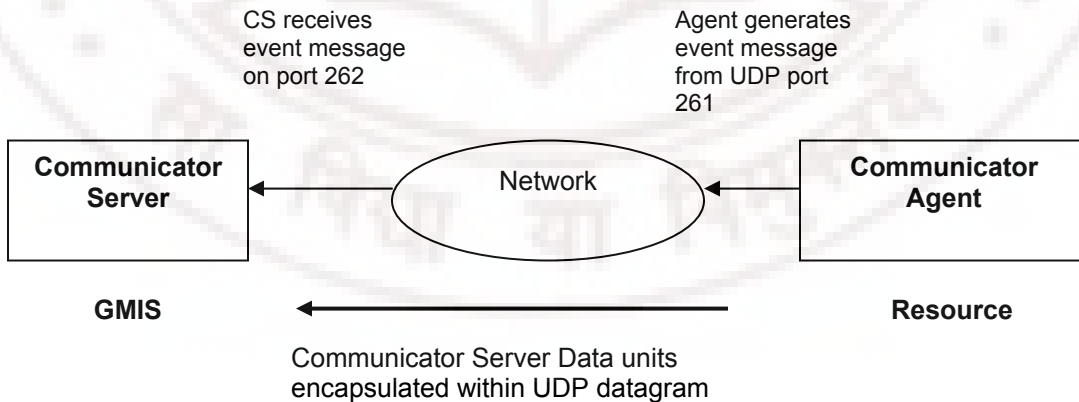 CS receives
event message
on port 262
Agent generates
event message
from UDP port
261
Communicator
Server
Network
Communicator
Agent
GMIS
Resource
Communicator Server Data units
encapsulated within UDP datagram